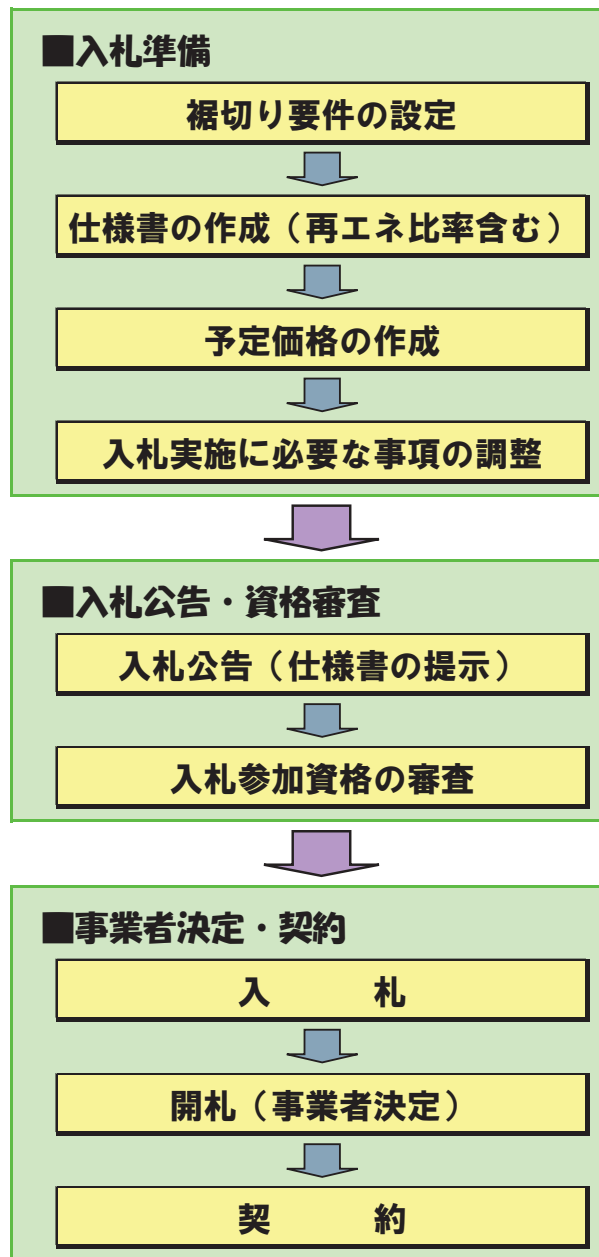 ■入札準備
裾切り要件の設定
仕様書の作成（再エネ比率含む）
予定価格の作成
入札実施に必要な事項の調整
■入札公告・資格審査
入札公告（仕様書の提示）
入札参加資格の審査
■事業者決定・契約
入　　札
開札（事業者決定）
契　　約